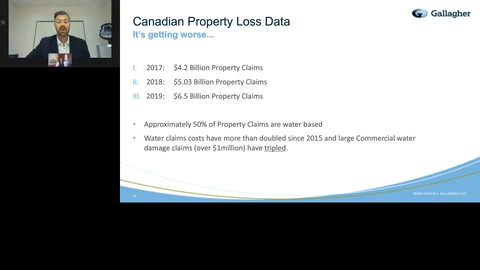 Canadian Property Loss Data
Gallagher
It's getting worse...
I. 2017: $4.2 Billion Property Claims
II. 2018: $5.03 Billion Property Claims
III. 2019: $6.5 Billion Property Claims
• Approximately 50% of Property Claims are water based
• Water claims costs have more than doubled since 2015 and large Commercial water
damage claims (over $1million) have tripled.